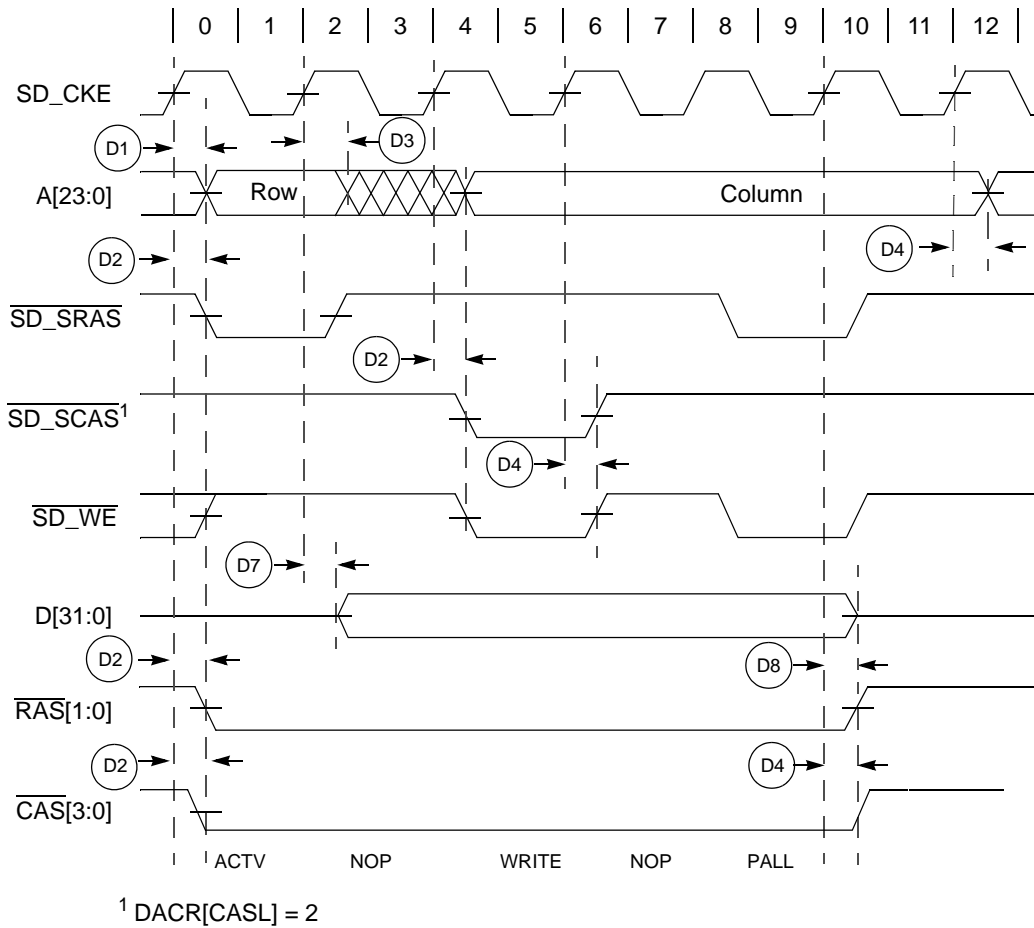 0 1 2 3 4 5 6 7 8 9 10 11 12
SD_CKE
D1
D3
A[23:0]
Row
Column
D2
D4
SD_SRAS
D2
SD_SCAS¹
D4
SD_WE
D7
D[31:0]
D2
D8
RAS[1:0]
D2
D4
CAS[3:0]
ACTV NOP WRITE NOP PALL
¹ DACR[CASL] = 2